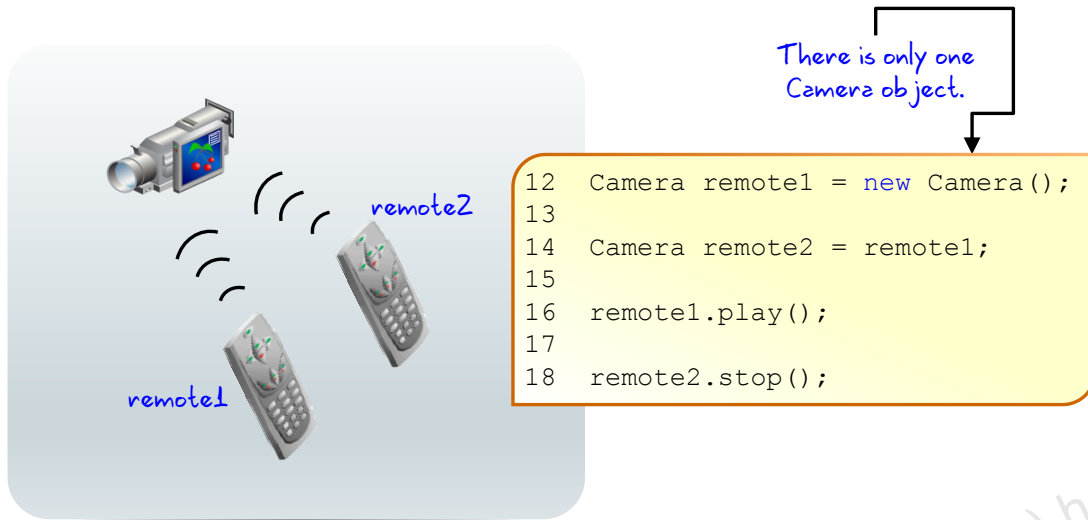 There is only one
Camera object.
remote2
remote1
12 Camera remote1 = new Camera();
13
14 Camera remote2 = remote1;
15
16 remote1.play();
17
18 remote2.stop();